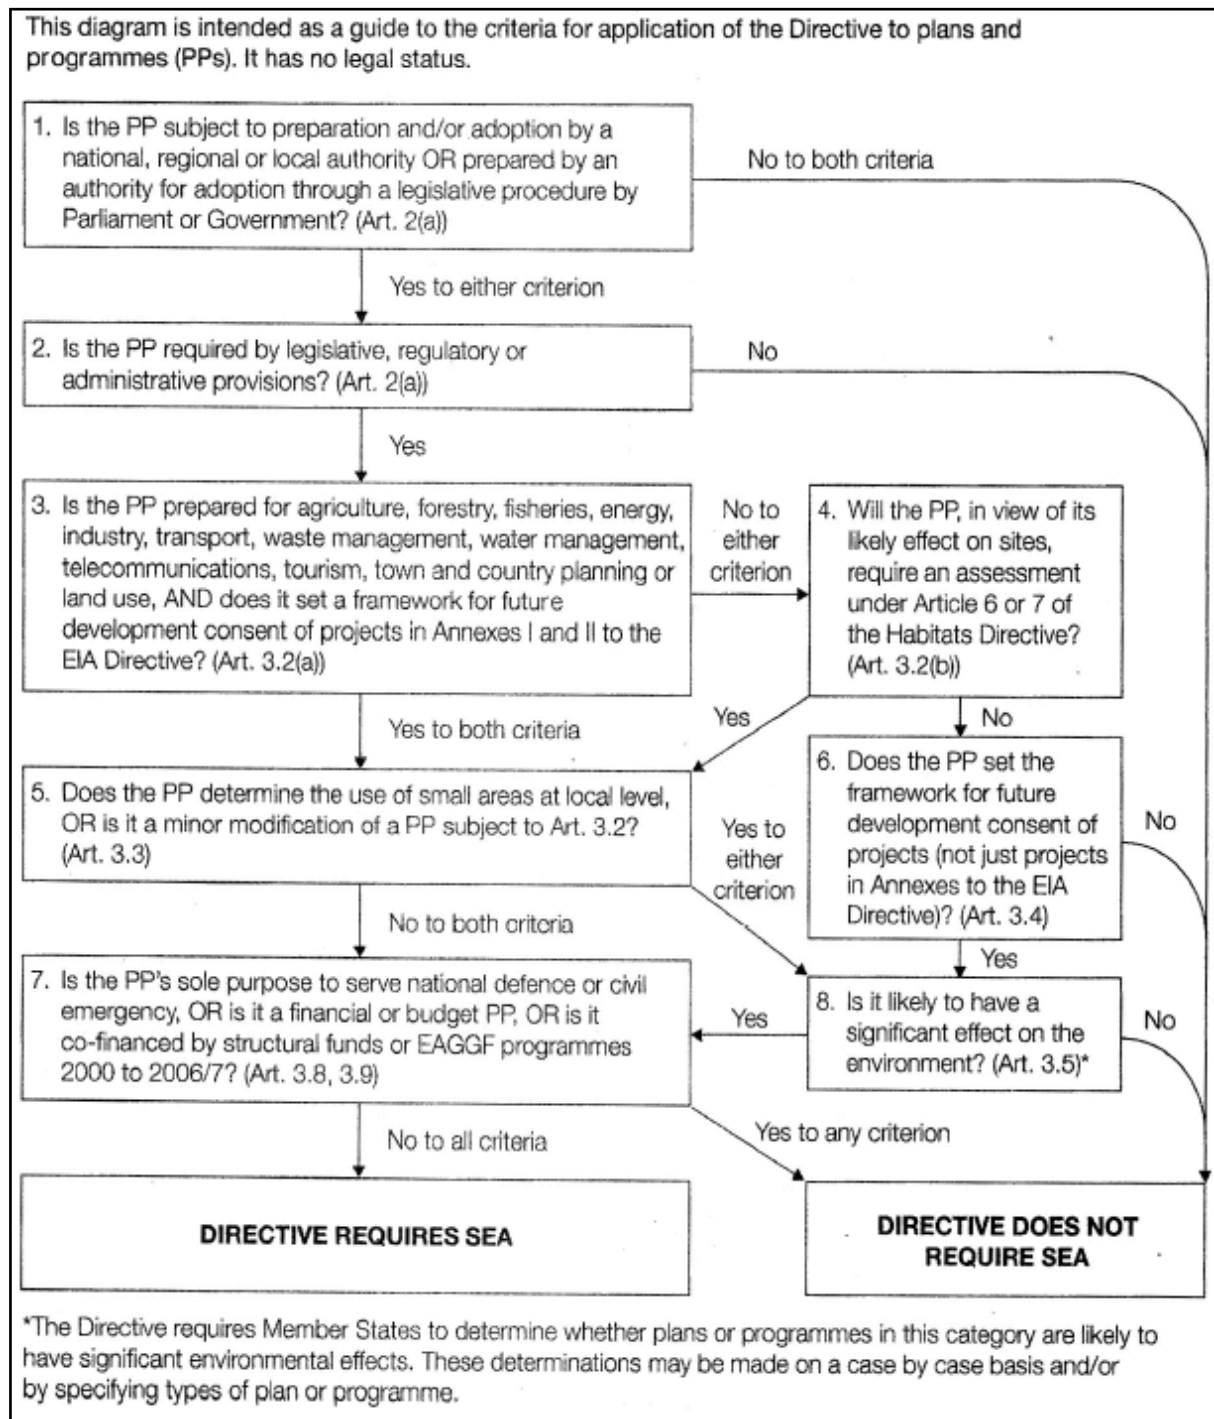 This diagram is intended as a guide to the criteria for application of the Directive to plans and
programmes (PPs). It has no legal status.
1. Is the PP subject to preparation and/or adoption by a
national, regional or local authority OR prepared by an
authority for adoption through a legislative procedure by
Parliament or Government? (Art. 2(a))
No to both criteria
Yes to either criterion
2. Is the PP required by legislative, regulatory or
administrative provisions? (Art. 2(a))
No
Yes
3. Is the PP prepared for agriculture, forestry, fisheries, energy,
industry, transport, waste management, water management,
telecommunications, tourism, town and country planning or
land use, AND does it set a framework for future
development consent of projects in Annexes I and II to the
EIA Directive? (Art. 3.2(a))
No to
either
criterion
4. Will the PP, in view of its
likely effect on sites,
require an assessment
under Article 6 or 7 of
the Habitats Directive?
(Art. 3.2(b))
Yes to both criteria
Yes
No
5. Does the PP determine the use of small areas at local level,
OR is it a minor modification of a PP subject to Art. 3.2?
(Art. 3.3)
Yes to
either
criterion
6. Does the PP set the
framework for future
development consent of
projects (not just projects
in Annexes to the EIA
Directive)? (Art. 3.4)
No
No to both criteria
Yes
7. Is the PP's sole purpose to serve national defence or civil
emergency, OR is it a financial or budget PP, OR is it
co-financed by structural funds or EAGGF programmes
2000 to 2006/7? (Art. 3.8, 3.9)
Yes
8. Is it likely to have a
significant effect on the
environment? (Art. 3.5)*
No
No to all criteria
Yes to any criterion
DIRECTIVE REQUIRES SEA
DIRECTIVE DOES NOT
REQUIRE SEA
*The Directive requires Member States to determine whether plans or programmes in this category are likely to
have significant environmental effects. These determinations may be made on a case by case basis and/or
by specifying types of plan or programme.